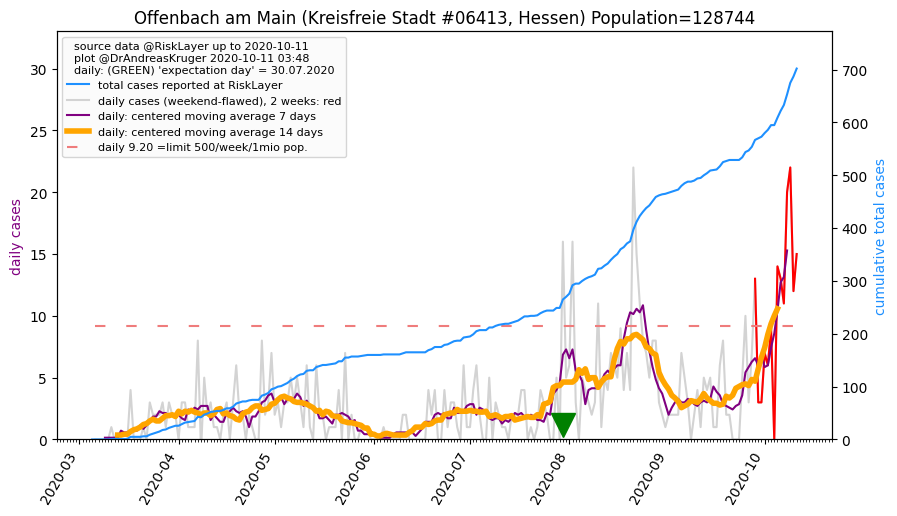 Offenbach am Main (Kreisfreie Stadt #06413, Hessen) Population=128744
source data @RiskLayer up to 2020-10-11
plot @DrAndreasKruger 2020-10-11 03:48
daily: (GREEN) 'expectation day' = 30.07.2020
total cases reported at RiskLayer
daily cases (weekend-flawed), 2 weeks: red
daily: centered moving average 7 days
daily: centered moving average 14 days
daily 9.20 =limit 500/week/1mio pop.
daily cases
30
25
20
15
10
5
0
700
600
500
400
300
200
100
0
cumulative total cases
2020-03
2020-04
2020-05
2020-06
2020-07
2020-08
2020-09
2020-10